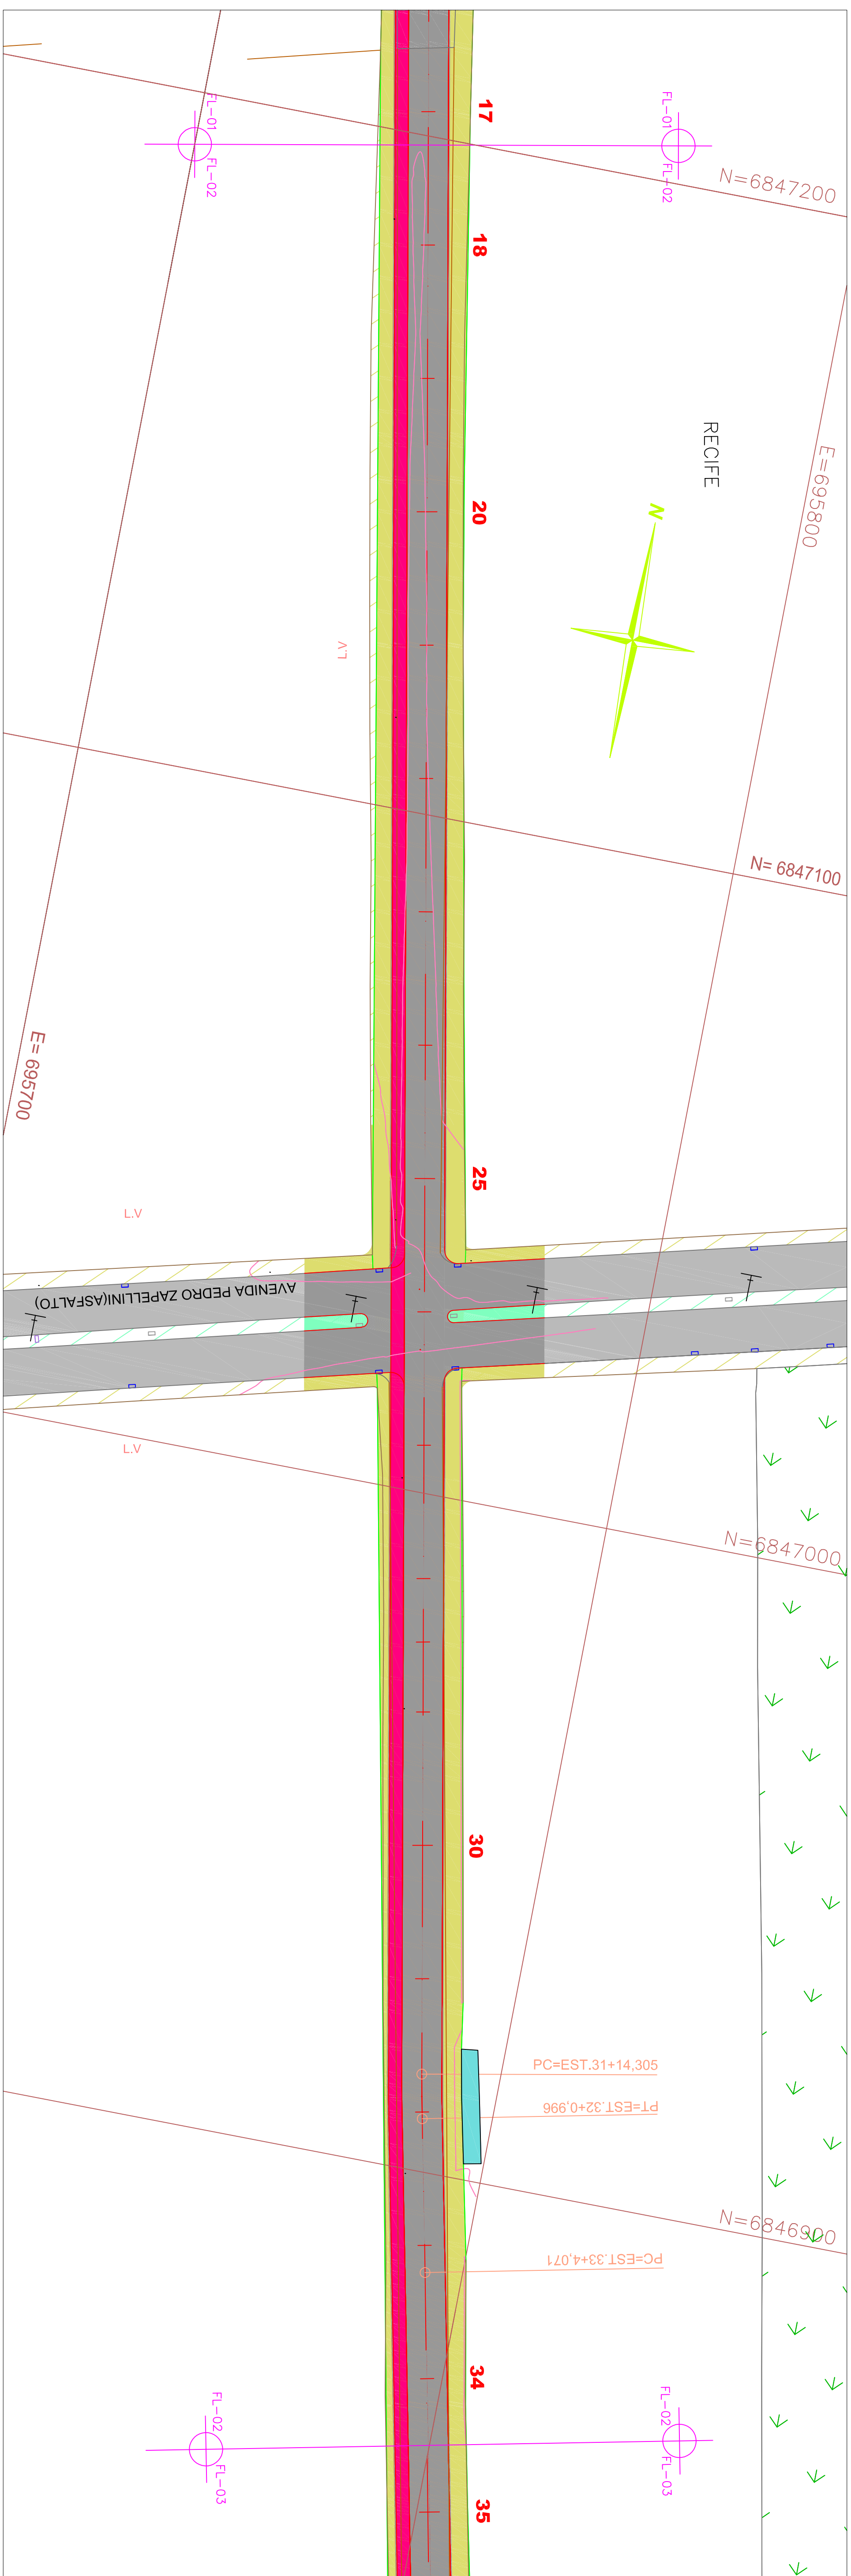 17
FL-01
FL-02
FL-01
FL-02
N=6847200
18
RECIFE
E=695800
20
N
L.V
N= 6847100
E= 695700
25
L.V
AVENIDA PEDRO ZAPELLINI(ASFALTO)
L.V
N=6847000
30
PC=EST.31+14,305
PT=EST.32+0,996
N=6846900
PC=EST.33+4,071
34
FL-02
FL-03
FL-02
FL-03
35